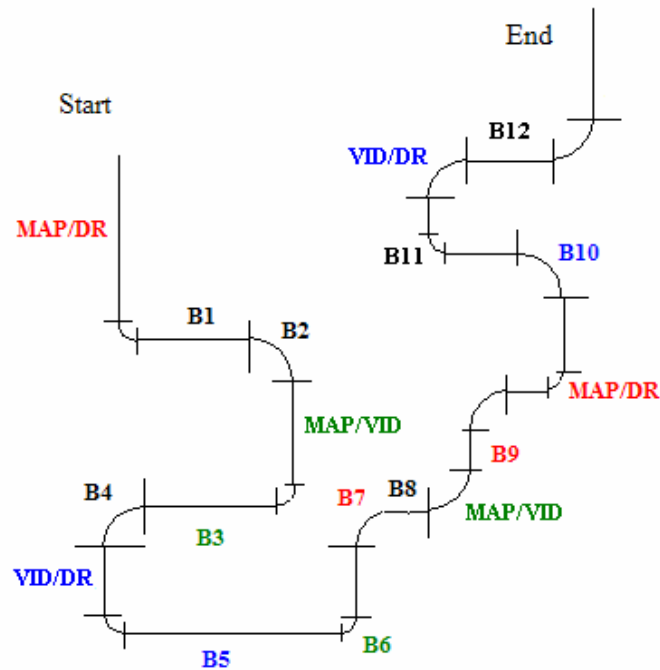 End
Start
B12
VID/DR
MAP/DR
B11
B10
B1
B2
MAP/DR
MAP/VID
B9
B4
B7
B8
MAP/VID
B3
VID/DR
B5
B6